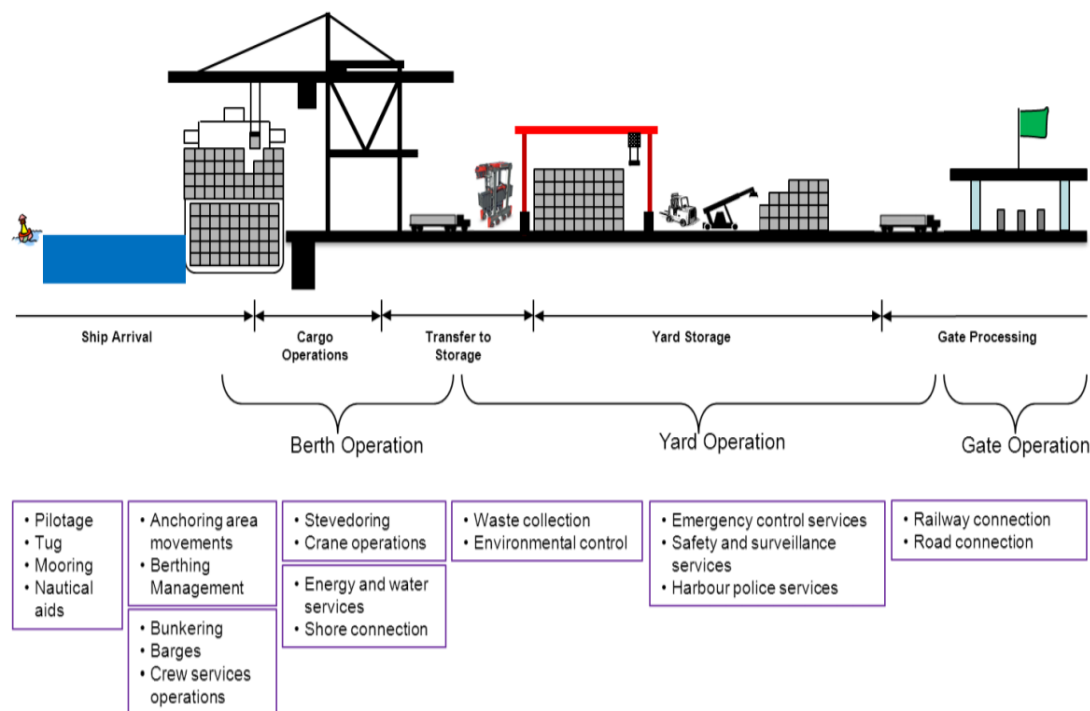 Ship Arrival
Cargo
Operations
Transfer to
Storage
Yard Storage
Gate Processing
Berth Operation
Yard Operation
Gate Operation
• Pilotage
• Tug
• Mooring
• Nautical
aids
• Anchoring area
movements
• Berthing
Management
• Bunkering
• Barges
• Crew services
operations
• Stevedoring
• Crane operations
• Energy and water
services
• Shore connection
• Waste collection
• Environmental control
• Emergency control services
• Safety and surveillance
services
• Harbour police services
• Railway connection
• Road connection